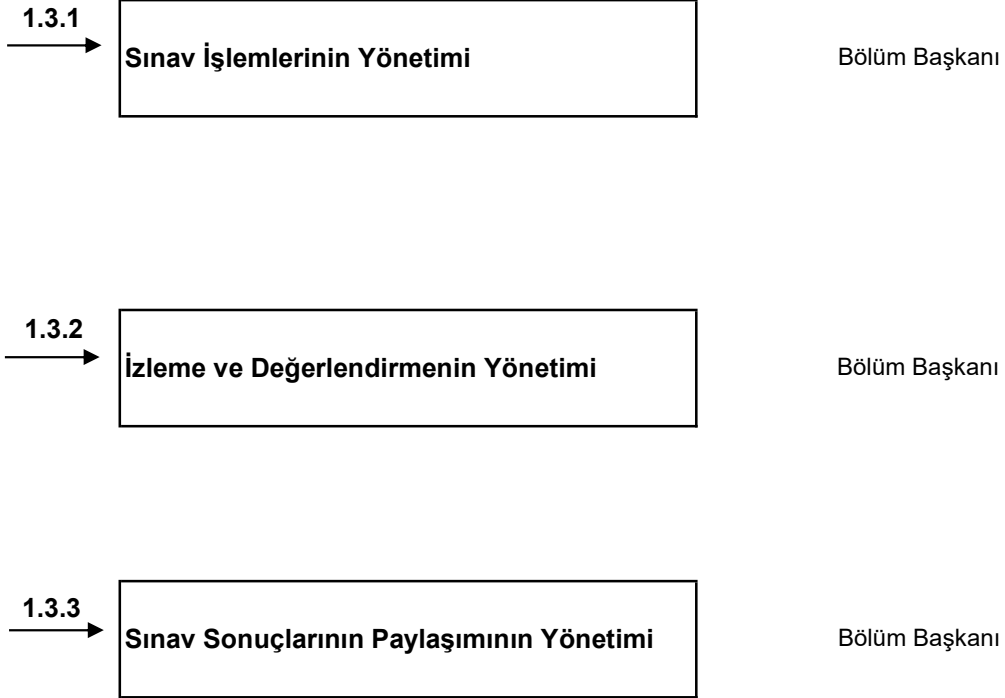 1.3.1
Sınav İşlemlerinin Yönetimi
Bölüm Başkanı
1.3.2
İzleme ve Değerlendirmenin Yönetimi
Bölüm Başkanı
1.3.3
Sınav Sonuçlarının Paylaşımının Yönetimi
Bölüm Başkanı